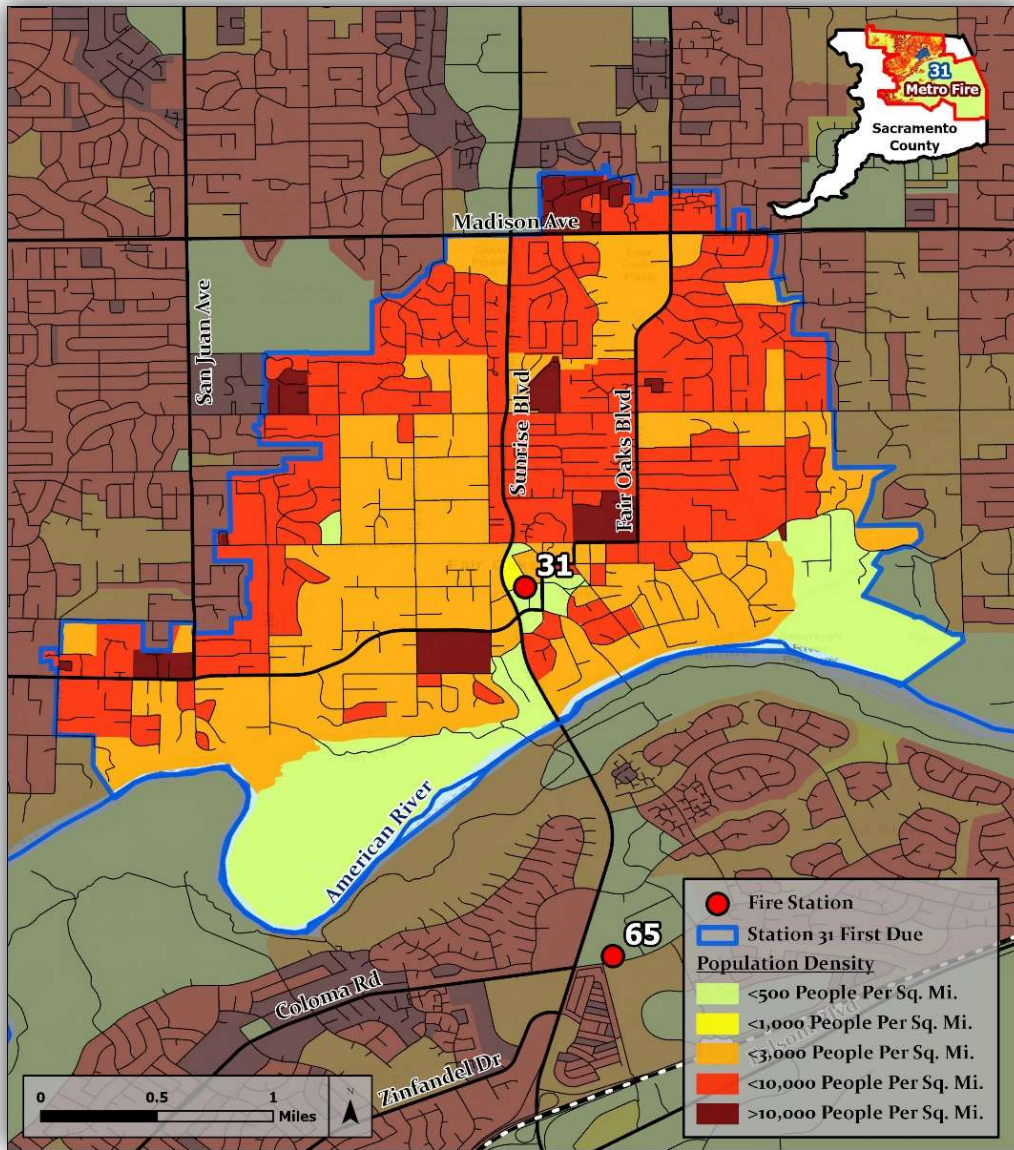 31
Metro Fire
Sacramento
County
Madison Ave
San Juan Ave
Sunrise Blvd
Fair Oaks Blvd
31
American River
65
Coloma Rd
Zinfandel Dr
Fire Station
Station 31 First Due
Population Density
<500 People Per Sq. Mi.
<1,000 People Per Sq. Mi.
<3,000 People Per Sq. Mi.
<10,000 People Per Sq. Mi.
>10,000 People Per Sq. Mi.
0 0.5 1
Miles
N